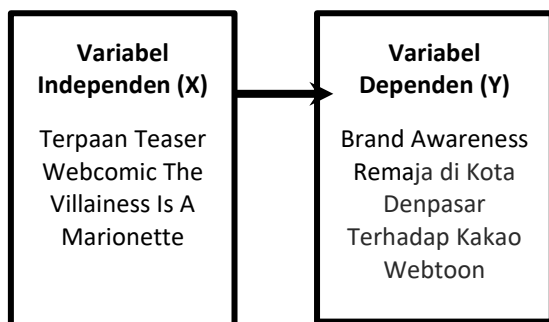 Variabel
Independen (X)
Terpaan Teaser
Webcomic The
Villainess Is A
Marionette
Variabel
Dependen (Y)
Brand Awareness
Remaja di Kota
Denpasar
Terhadap Kakao
Webtoon